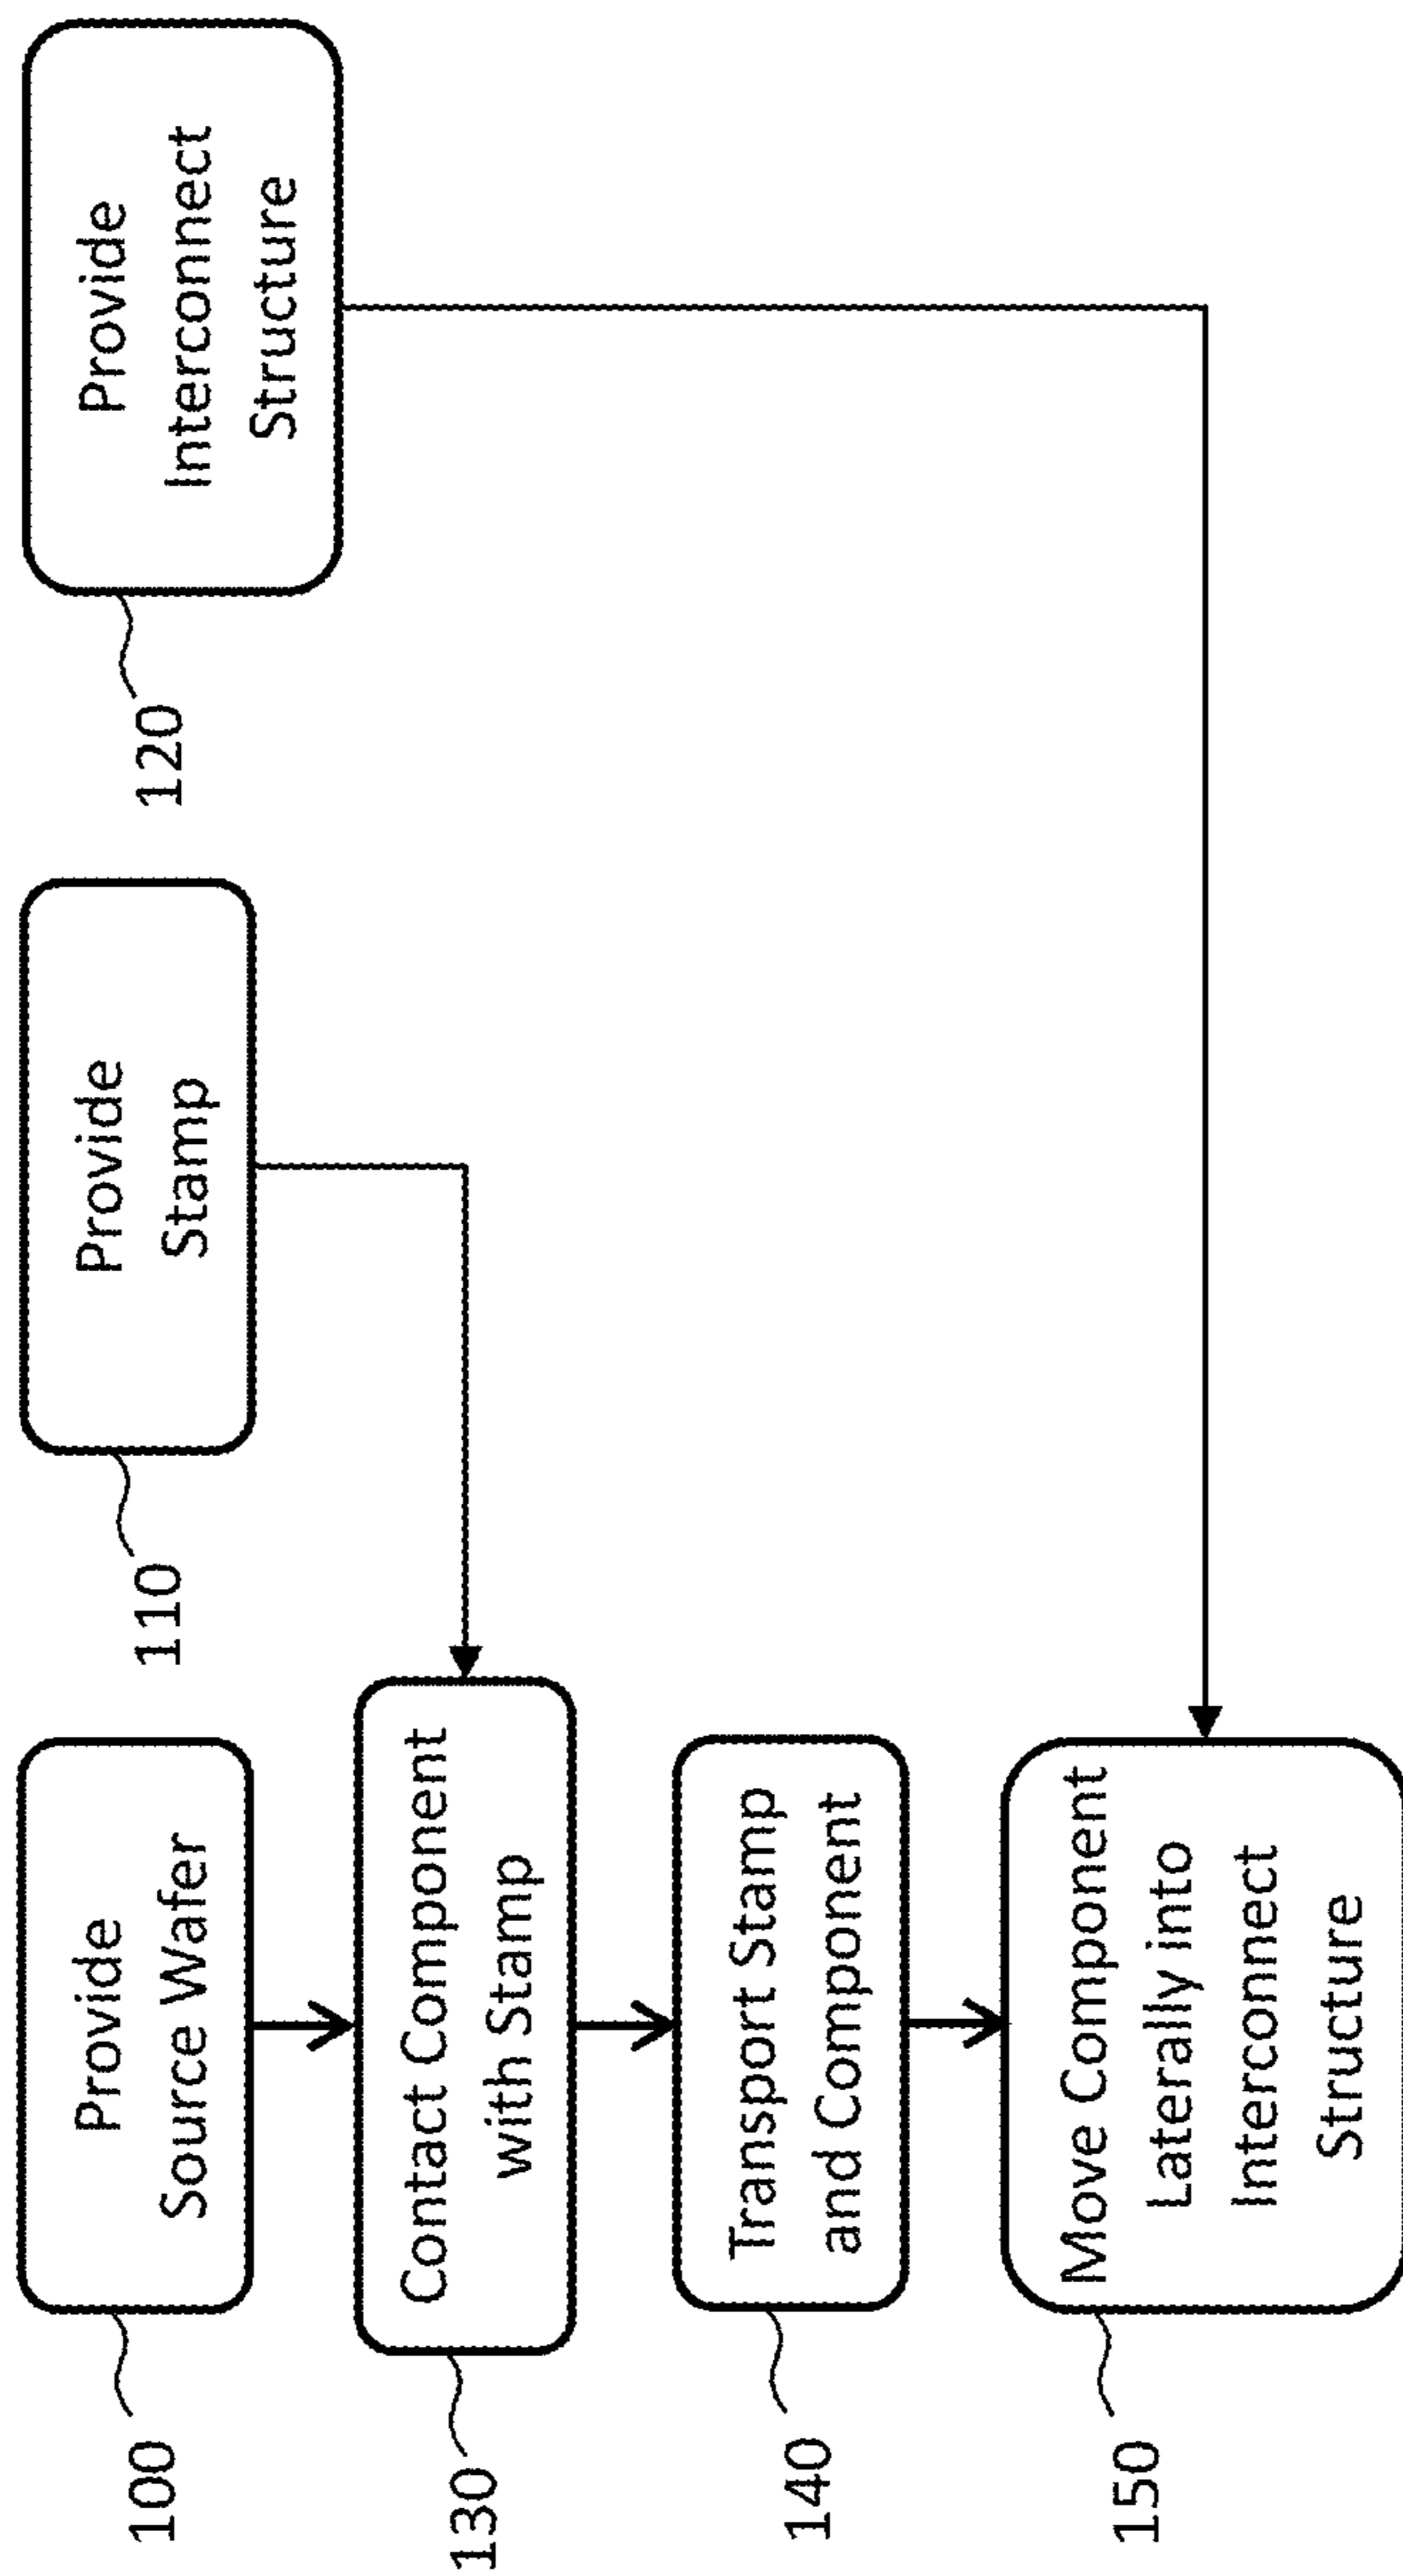 100
Provide
Source Wafer
110
Provide
Stamp
120
Provide
Interconnect
Structure
130
Contact Component
with Stamp
140
Transport Stamp
and Component
150
Move Component
Laterally into
Interconnect
Structure